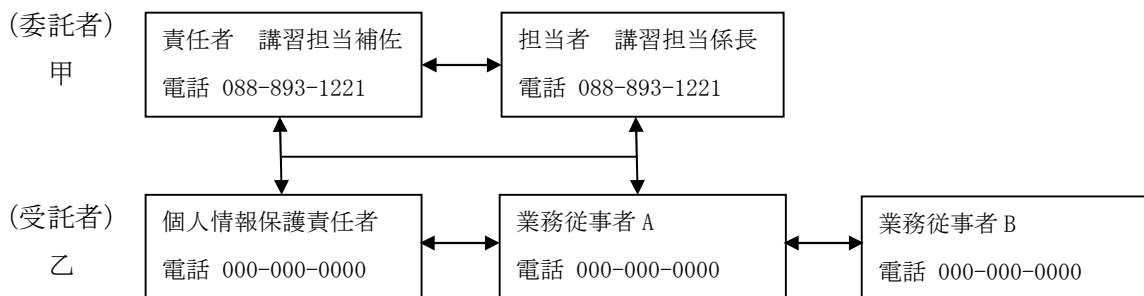 (委託者)
甲
責任者　講習担当補佐
電話 088-893-1221
担当者　講習担当係長
電話 088-893-1221
(受託者)
乙
個人情報保護責任者
電話 000-000-0000
業務従事者 A
電話 000-000-0000
業務従事者 B
電話 000-000-0000